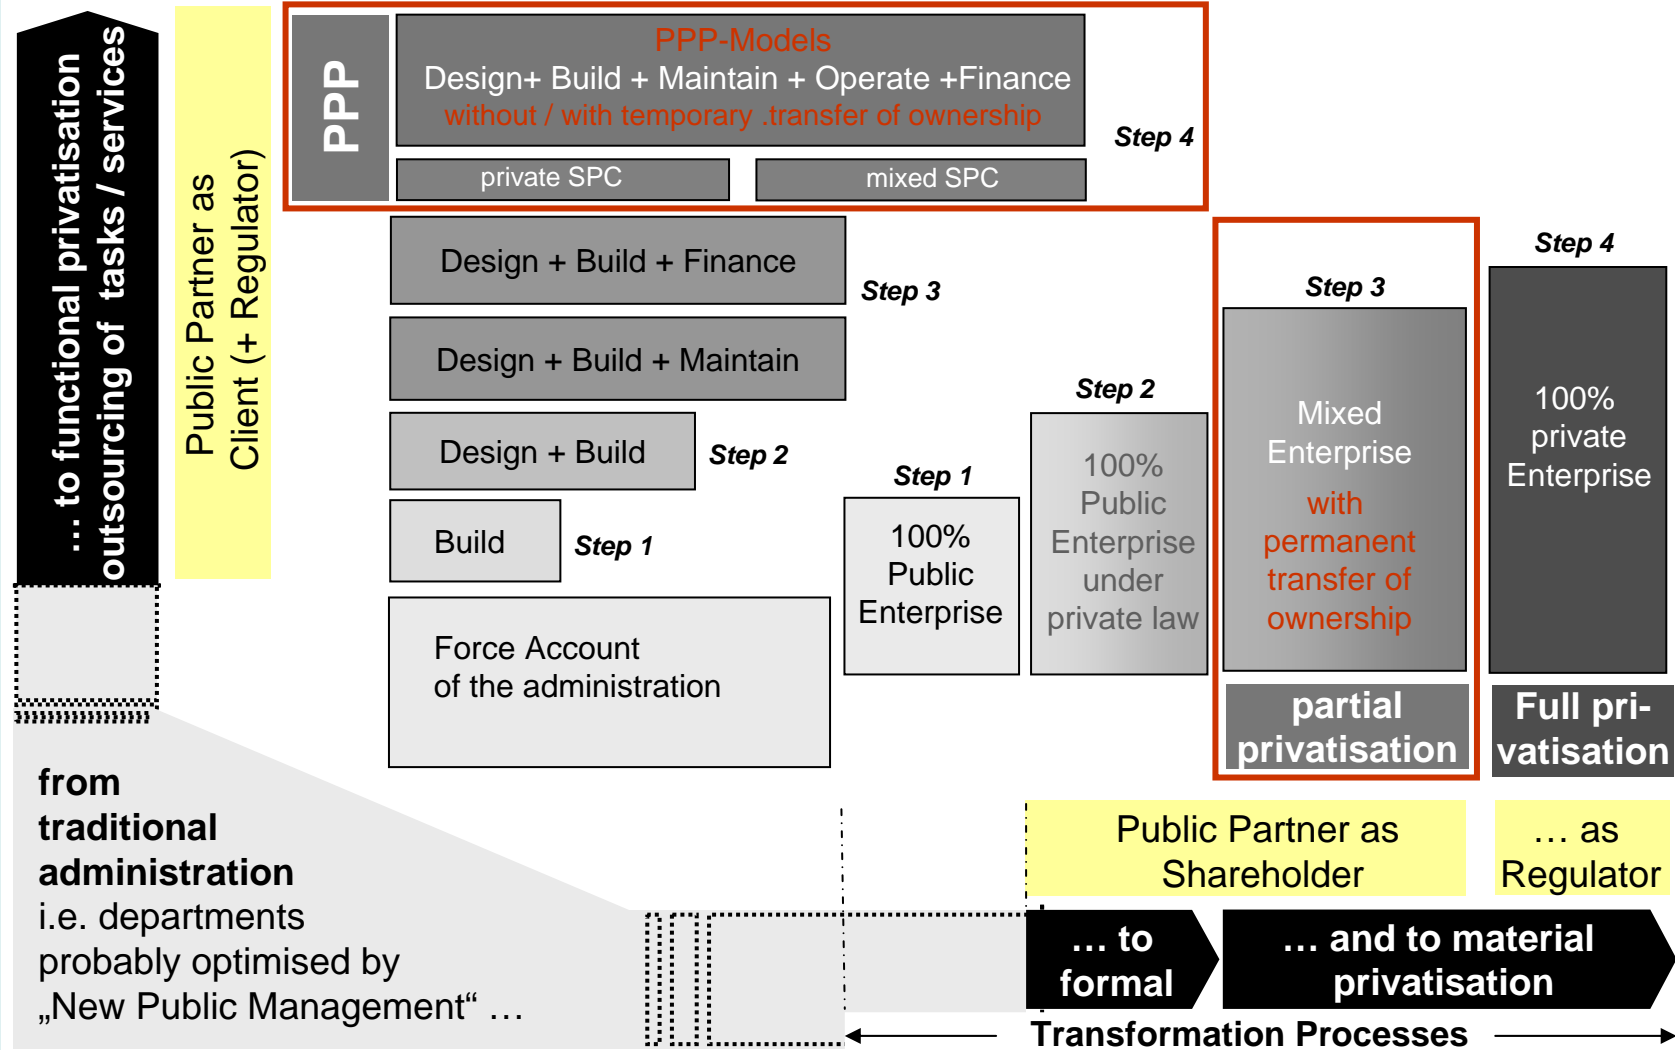 … to functional privatisation
outsourcing of tasks / services
Public Partner as
Client (+ Regulator)
PPP
PPP-Models
Design+ Build + Maintain + Operate +Finance
without / with temporary .transfer of ownership
Step 4
private SPC
mixed SPC
Design + Build + Finance
Step 3
Design + Build + Maintain
Design + Build
Step 2
Build
Step 1
Force Account
of the administration
Step 1
100%
Public
Enterprise
Step 2
100%
Public
Enterprise
under
private law
Step 3
Mixed
Enterprise
with
permanent
transfer of
ownership
partial
privatisation
Step 4
100%
private
Enterprise
Full pri-
vatisation
from
traditional
administration
i.e. departments
probably optimised by
„New Public Management“ …
Public Partner as
Shareholder
… as
Regulator
… to
formal
… and to material
privatisation
Transformation Processes